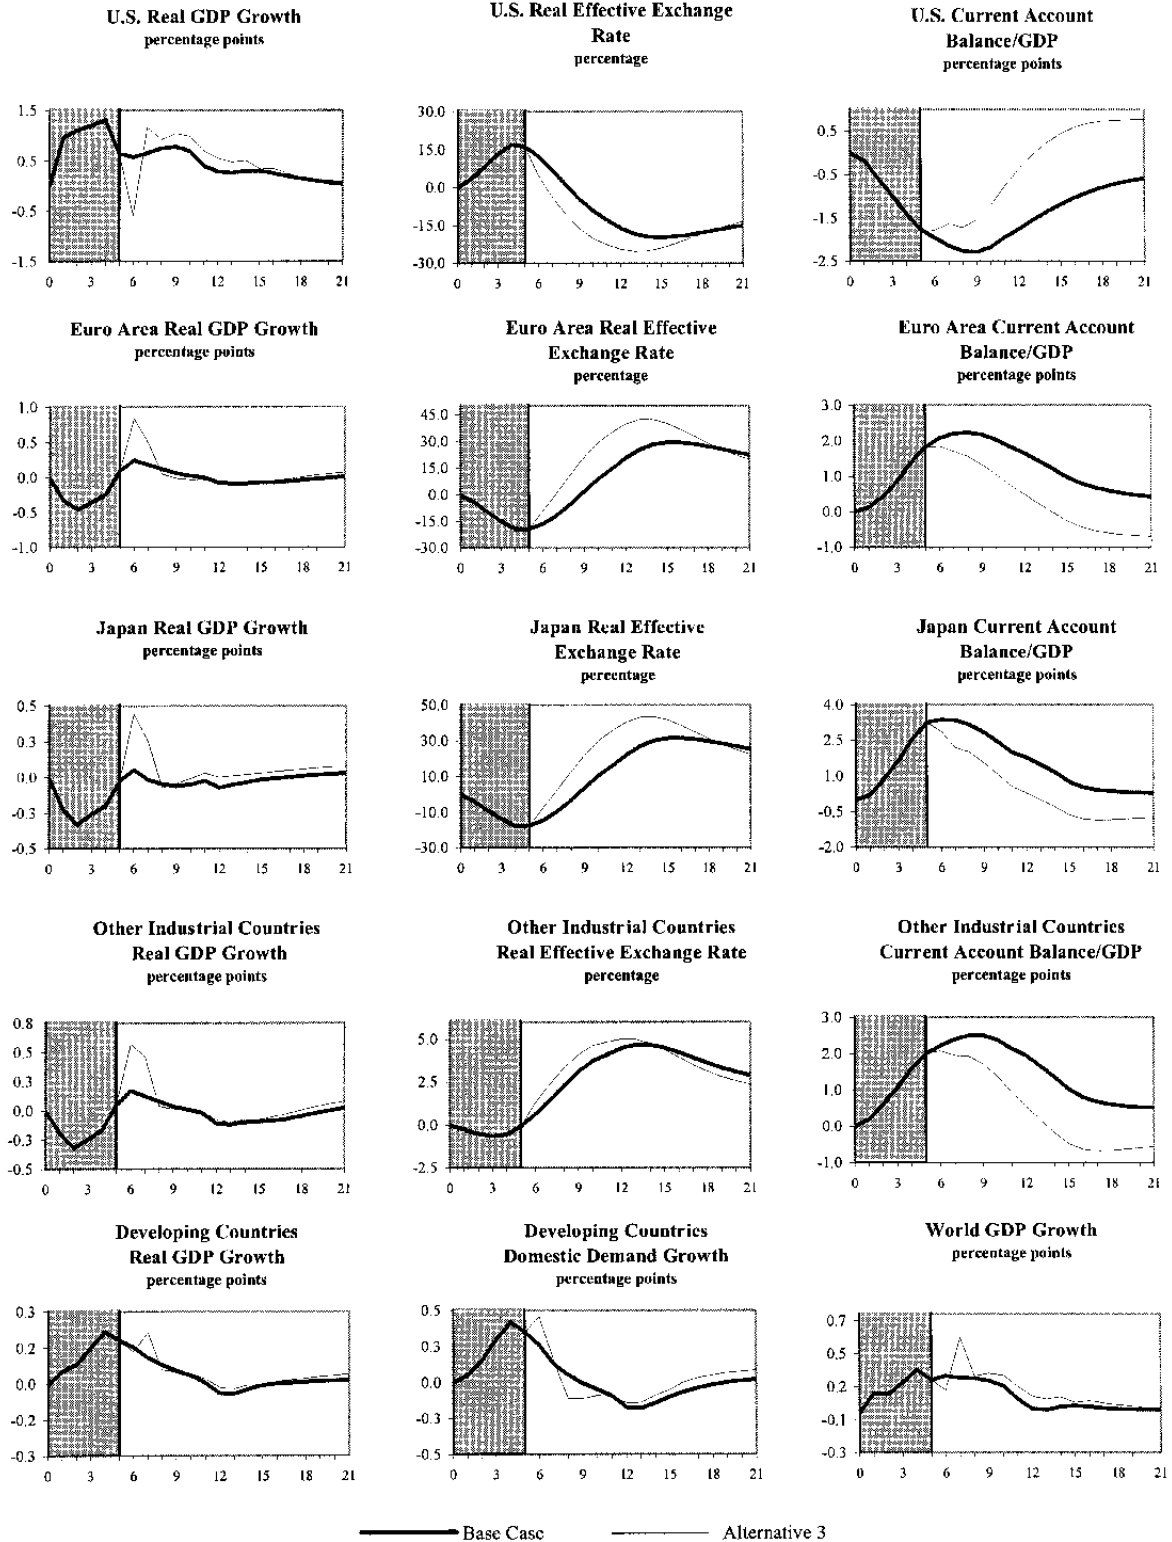 U.S. Real GDP Growth
percentage points
1.5
0.5
-0.5
-1.5
0 3 6 9 12 15 18 21
U.S. Real Effective Exchange
Rate
percentage
30.0
15.0
0.0
-15.0
-30.0
0 3 6 9 12 15 18 21
U.S. Current Account
Balance/GDP
percentage points
0.5
-0.5
-1.5
-2.5
0 3 6 9 12 15 18 21
Euro Area Real GDP Growth
percentage points
1.0
0.5
0.0
-0.5
-1.0
0 3 6 9 12 15 18 21
Euro Area Real Effective
Exchange Rate
percentage
45.0
30.0
15.0
0.0
-15.0
-30.0
0 3 6 9 12 15 18 21
Euro Area Current Account
Balance/GDP
percentage points
3.0
2.0
1.0
0.0
-1.0
0 3 6 9 12 15 18 21
Japan Real GDP Growth
percentage points
0.5
0.3
0.0
-0.3
-0.5
0 3 6 9 12 15 18 21
Japan Real Effective
Exchange Rate
percentage
50.0
30.0
10.0
-10.0
-30.0
0 3 6 9 12 15 18 21
Japan Current Account
Balance/GDP
percentage points
4.0
2.5
1.0
-0.5
-2.0
0 3 6 9 12 15 18 21
Other Industrial Countries
Real GDP Growth
percentage points
0.8
0.5
0.3
0.0
-0.3
-0.5
0 3 6 9 12 15 18 21
Other Industrial Countries
Real Effective Exchange Rate
percentage
5.0
2.5
0.0
-2.5
0 3 6 9 12 15 18 21
Other Industrial Countries
Current Account Balance/GDP
percentage points
3.0
2.0
1.0
0.0
-1.0
0 3 6 9 12 15 18 21
Developing Countries
Real GDP Growth
percentage points
0.3
0.2
0.0
-0.2
-0.3
0 3 6 9 12 15 18 21
Developing Countries
Domestic Demand Growth
percentage points
0.5
0.3
0.0
-0.3
-0.5
0 3 6 9 12 15 18 21
World GDP Growth
percentage points
0.7
0.5
0.2
-0.1
-0.3
0 3 6 9 12 15 18 21
Base Case
Alternative 3